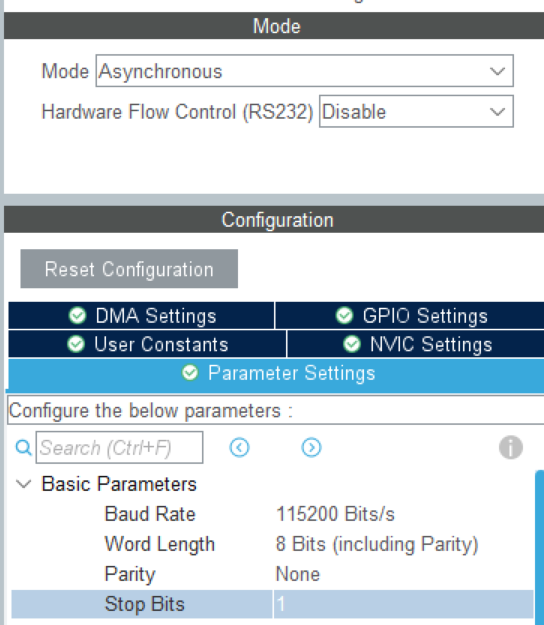 Mode
Mode Asynchronous
Hardware Flow Control (RS232) Disable
Configuration
Reset Configuration
DMA Settings GPIO Settings
User Constants NVIC Settings
Parameter Settings
Configure the below parameters :
Search (Ctrl+F)
Basic Parameters
Baud Rate 115200 Bits/s
Word Length 8 Bits (including Parity)
Parity None
Stop Bits 1